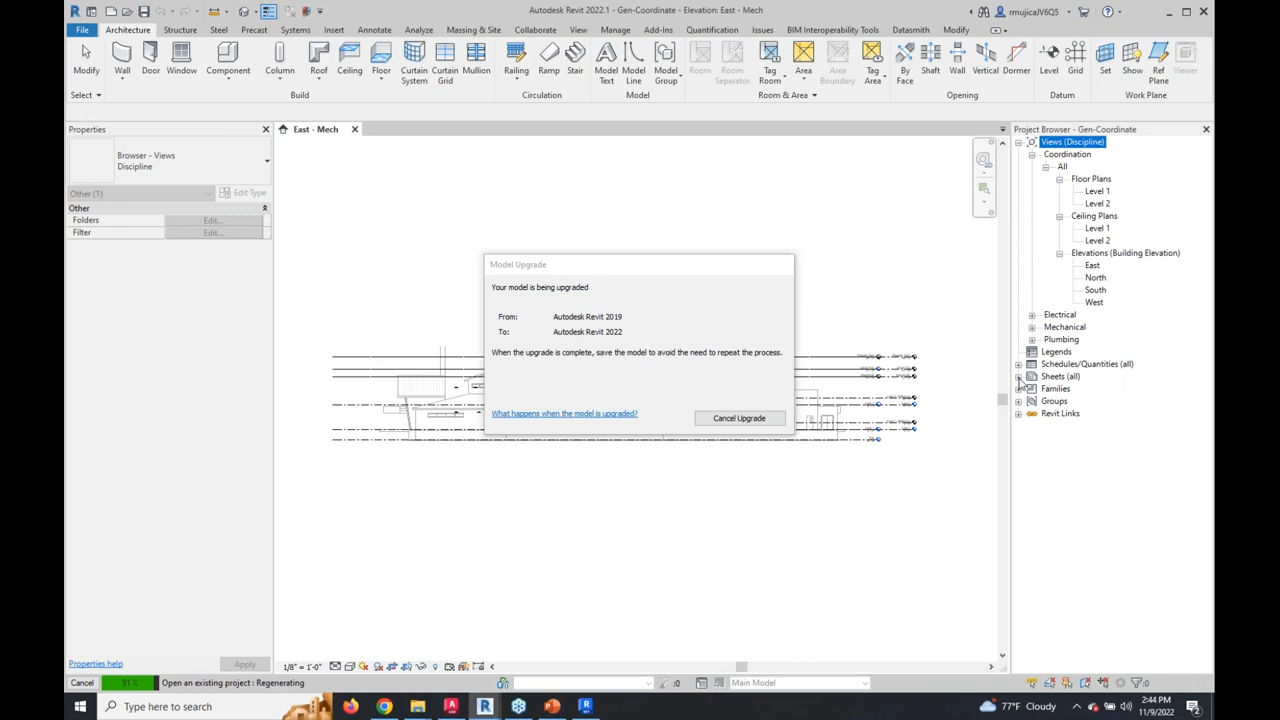 Autodesk Revit 2022.1 - Gen-Coordinate - Elevation: East - Mech
rmujicaJV6Q5
File Architecture Structure Steel Precast Systems Insert Annotate Analyze Massing & Site Collaborate View Manage Add-Ins Quantification Issues BIM Interoperability Tools Datasmith Modify
Modify Wall Door Window Component Column Roof Ceiling Floor Curtain System Curtain Grid Mullion Railing Ramp Stair Model Text Model Line Model Group Room Room Separator Tag Room Area Area Boundary Tag Area By Face Shaft Wall Vertical Dormer Level Grid Set Show Ref Plane Viewer
Select Build Circulation Model Room & Area Opening Datum Work Plane
Properties
East - Mech
Project Browser - Gen-Coordinate
Browser - Views
Discipline
Other (1) Edit Type
Other
Folders Edit...
Filter Edit...
Views (Discipline)
Coordination
All
Floor Plans
Level 1
Level 2
Ceiling Plans
Level 1
Level 2
Elevations (Building Elevation)
East
North
South
West
Electrical
Mechanical
Plumbing
Legends
Schedules/Quantities (all)
Sheets (all)
Families
Groups
Revit Links
Model Upgrade
Your model is being upgraded
From: Autodesk Revit 2019
To: Autodesk Revit 2022
When the upgrade is complete, save the model to avoid the need to repeat the process.
What happens when the model is upgraded?
Cancel Upgrade
Properties help
Apply
1/8" = 1'-0"
Cancel Open an existing project : Regenerating
:0 Main Model :0
Type here to search
77°F Cloudy
2:44 PM
11/9/2022